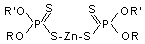 R'O S S OR'
P P
RO S-Zn-S OR